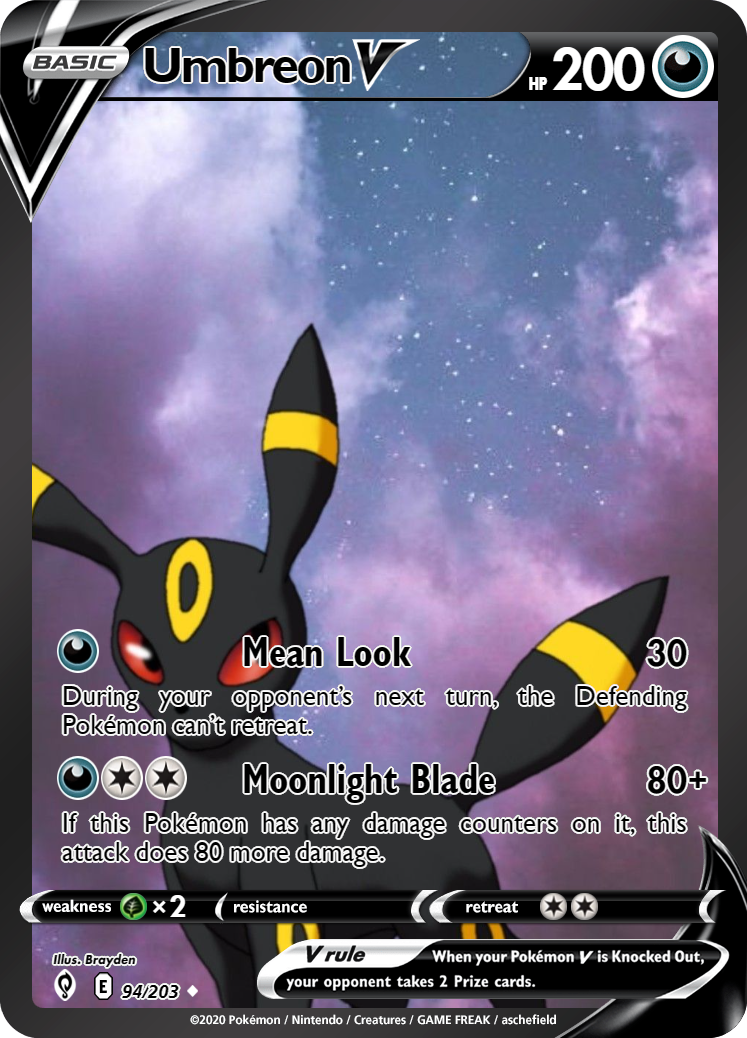 BASIC Umbreon V HP 200
Mean Look 30
During your opponent's next turn, the Defending
Pokémon can't retreat.
Moonlight Blade 80+
If this Pokémon has any damage counters on it, this
attack does 80 more damage.
weakness ×2 resistance retreat
Illus. Brayden
V rule When your Pokémon V is Knocked Out,
your opponent takes 2 Prize cards.
E 94/203
©2020 Pokémon / Nintendo / Creatures / GAME FREAK / aschefield